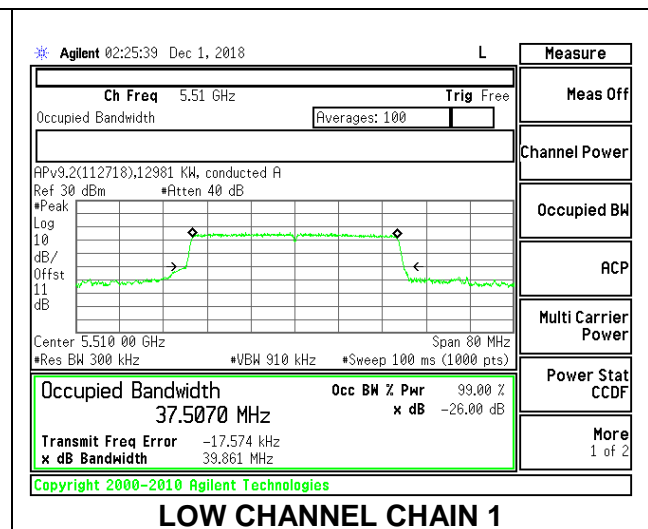 Agilent 02:25:39 Dec 1, 2018 L Measure
Ch Freq 5.51 GHz Trig Free
Meas Off
Occupied Bandwidth Averages: 100
Channel Power
APv9.2(112718),12981 KW, conducted A
Ref 30 dBm #Atten 40 dB
#Peak
Log
10
dB/
Offst
11
dB
Occupied BW
ACP
Multi Carrier
Power
Center 5.510 00 GHz Span 80 MHz
#Res BW 300 kHz #VBW 910 kHz #Sweep 100 ms (1000 pts)
Power Stat
CCDF
Occupied Bandwidth Occ BW % Pwr 99.00 %
37.5070 MHz x dB -26.00 dB
Transmit Freq Error -17.574 kHz
x dB Bandwidth 39.861 MHz
More
1 of 2
Copyright 2000-2010 Agilent Technologies
LOW CHANNEL CHAIN 1